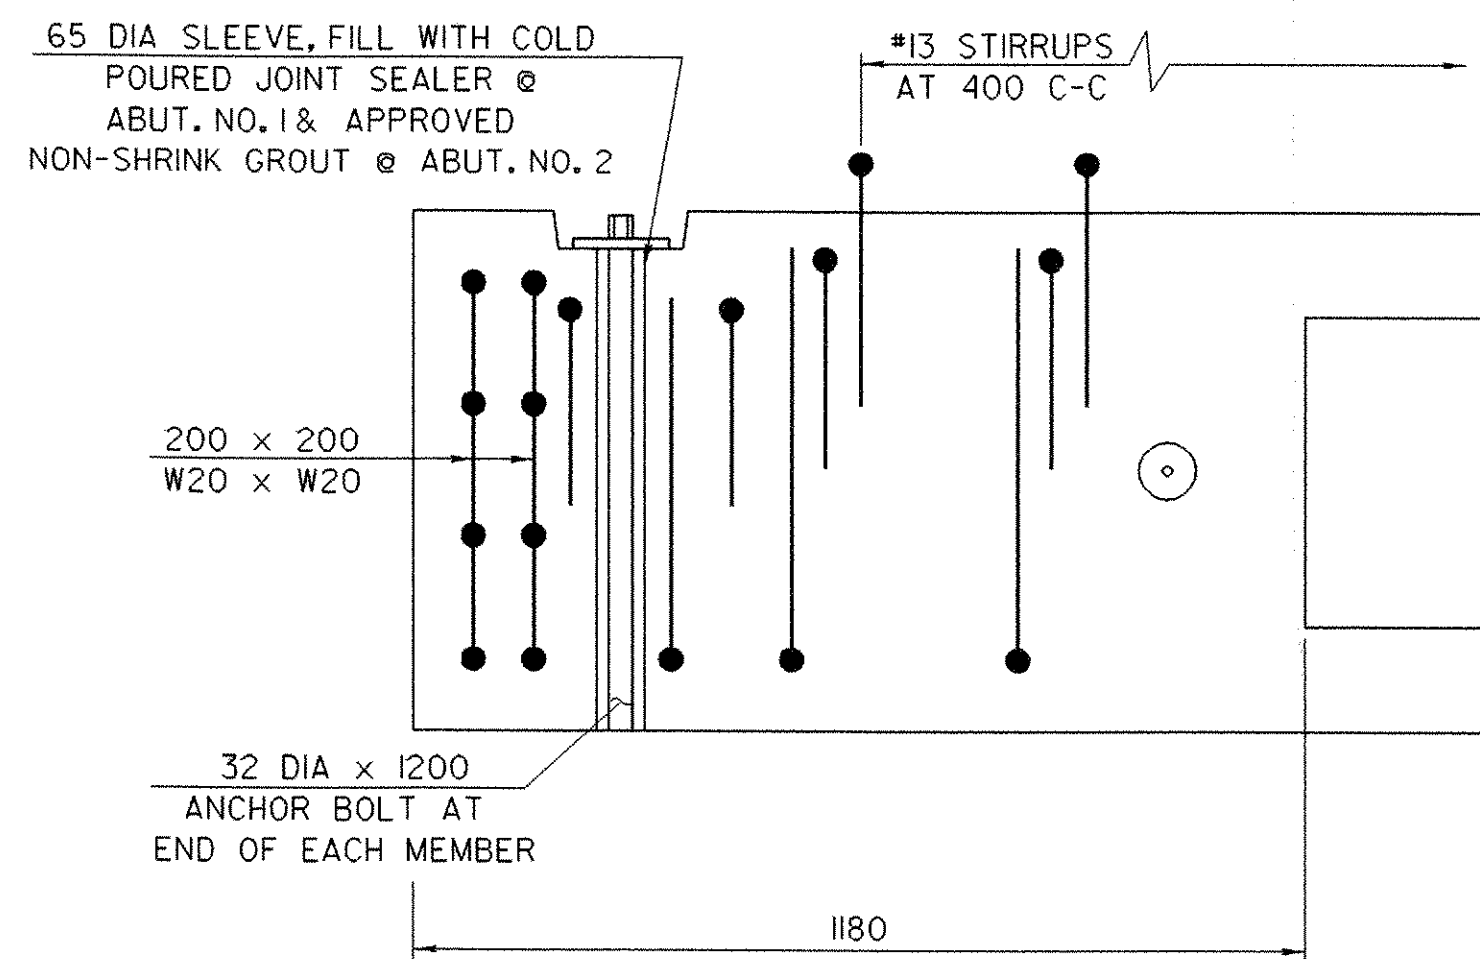 65 DIA SLEEVE, FILL WITH COLD
POURED JOINT SEALER @
ABUT. NO. 1 & APPROVED
NON-SHRINK GROUT @ ABUT. NO. 2
#13 STIRRUPS
AT 400 C-C
200 x 200
W20 x W20
32 DIA x 1200
ANCHOR BOLT AT
END OF EACH MEMBER
1180